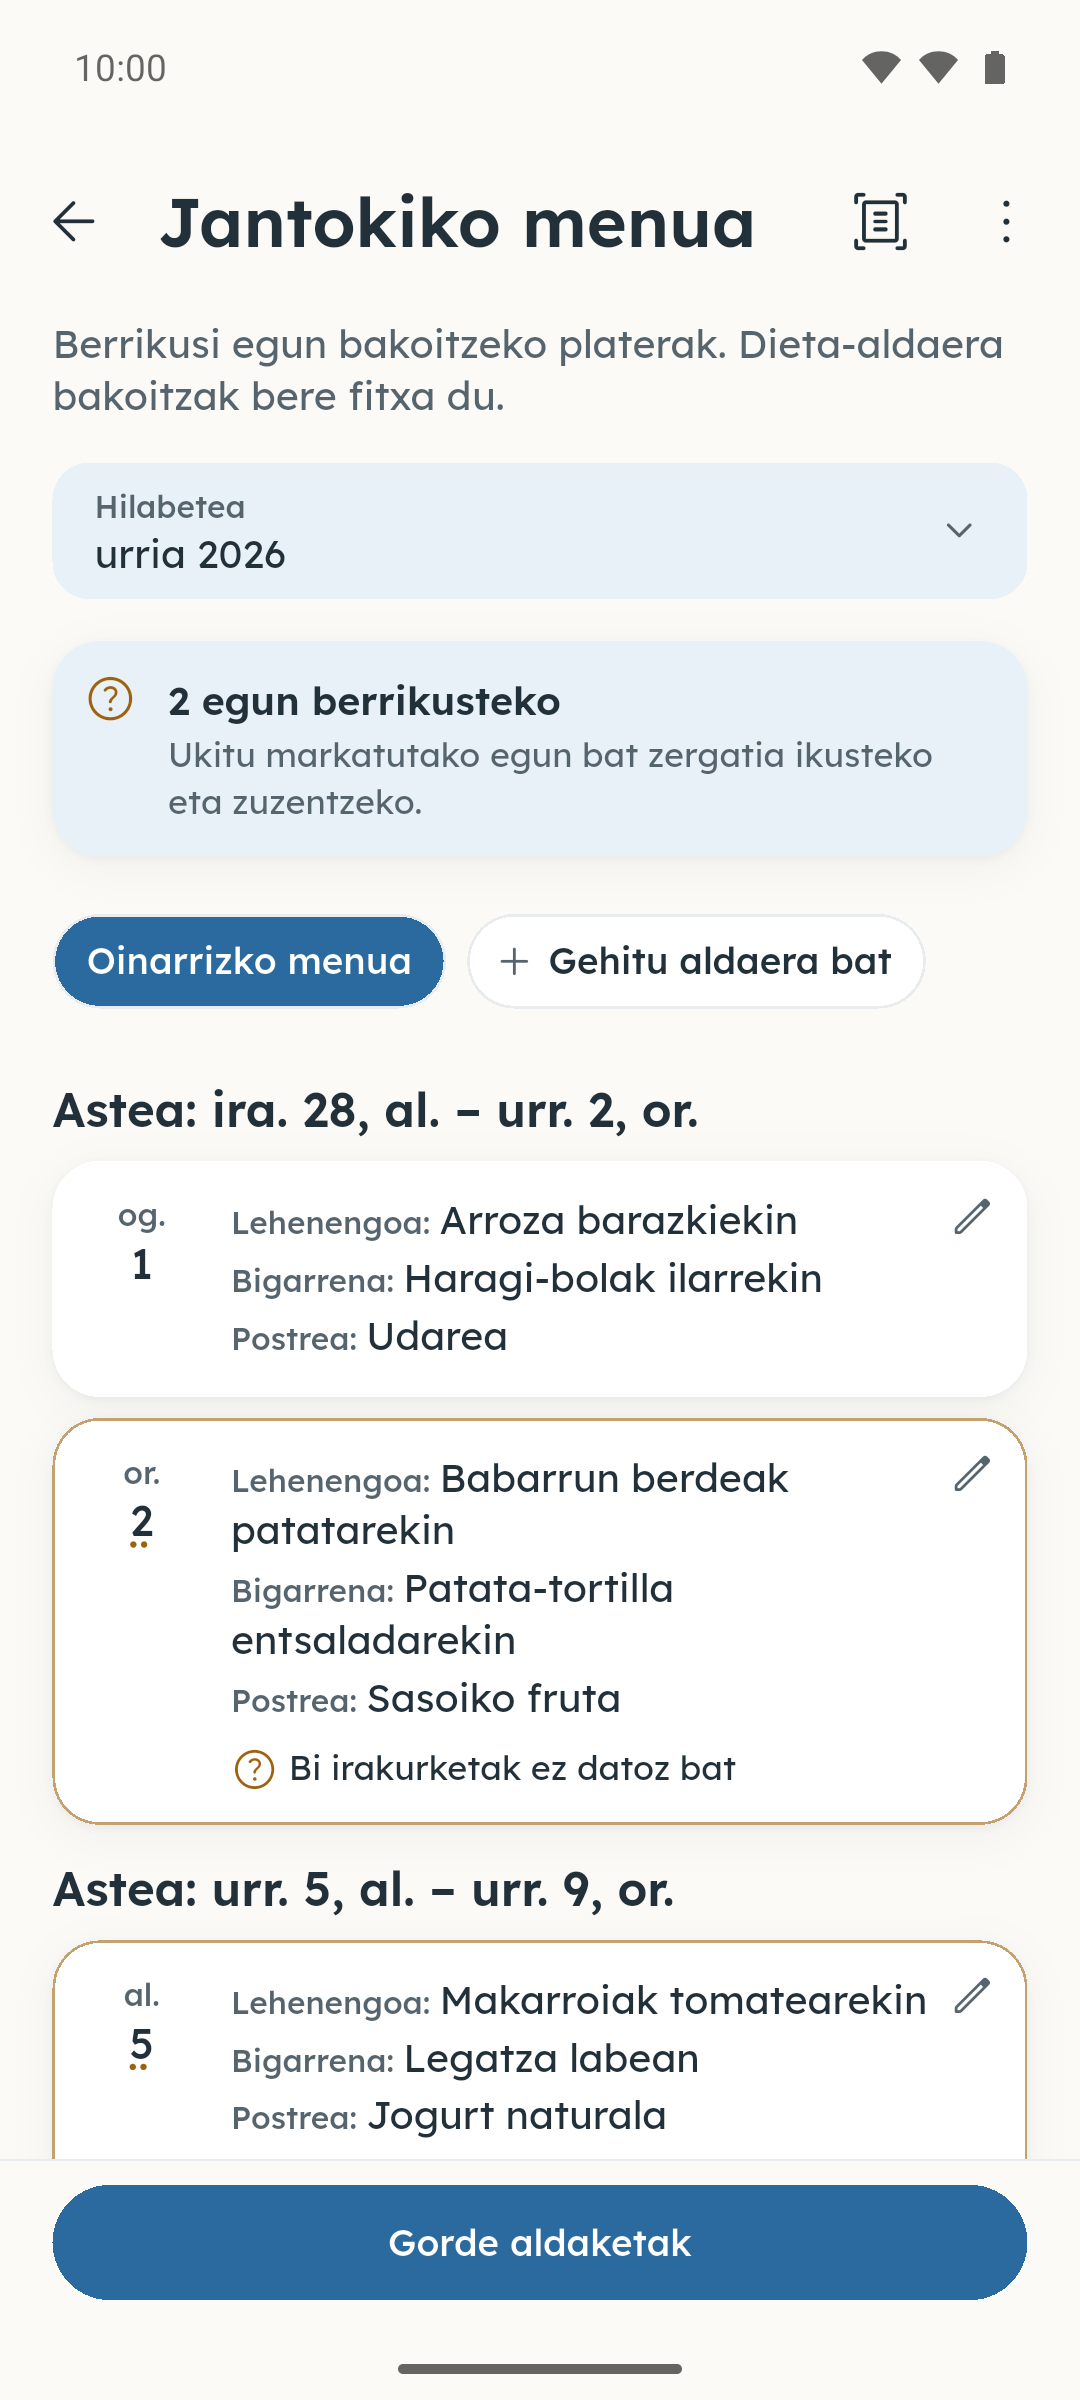 10:00
Jantokiko menua
Berrikusi egun bakoitzeko platerak. Dieta-aldaera
bakoitzak bere fitxa du.
Hilabetea
urria 2026
2 egun berrikusteko
Ukitu markatutako egun bat zergatia ikusteko
eta zuzentzeko.
Oinarrizko menua
Gehitu aldaera bat
Astea: ira. 28, al. – urr. 2, or.
og.
1
Lehenengoa: Arroza barazkiekin
Bigarrena: Haragi-bolak ilarrekin
Postrea: Udarea
or.
2
Lehenengoa: Babarrun berdeak
patatarekin
Bigarrena: Patata-tortilla
entsaladarekin
Postrea: Sasoiko fruta
Bi irakurketak ez datoz bat
Astea: urr. 5, al. – urr. 9, or.
al.
5
Lehenengoa: Makarroiak tomatearekin
Bigarrena: Legatza labean
Postrea: Jogurt naturala
Gorde aldaketak